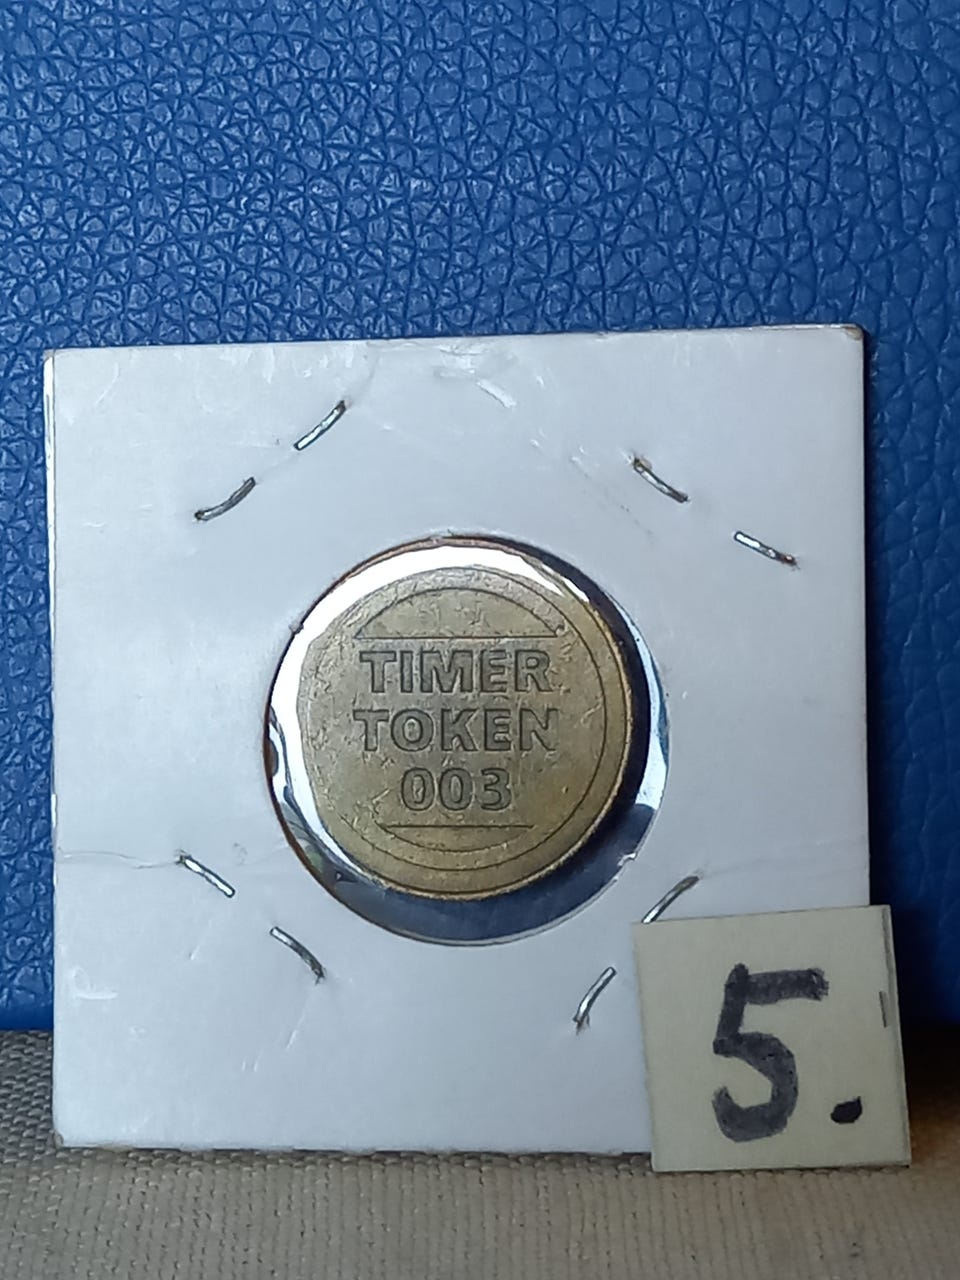 TIMER
TOKEN
003
5.